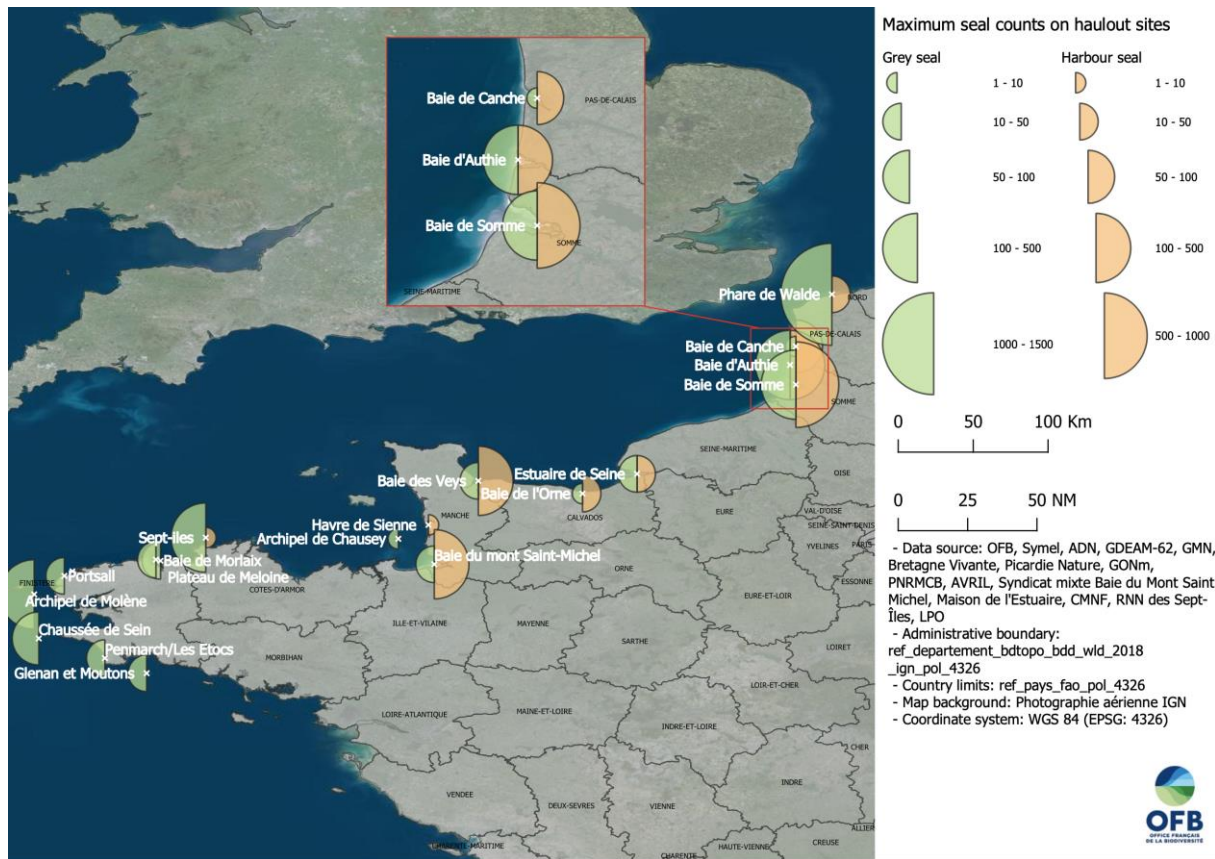 Baie de Canche
PAS-DE-CALAIS
Baie d'Authie
Baie de Somme
SOMME
SEINE-MARITIME
Phare de Walde
NORD
PAS-DE-CALAIS
Baie de Canche
Baie d'Authie
Baie de Somme
SOMME
SEINE-MARITIME
OISE
Estuaire de Seine
Baie des Veys
Baie de l'Orne
MANCHE
CALVADOS
EURE
VAL-D'OISE
SEINE-SAINT-DENIS
Havre de Sienne
Sept-iles
Archipel de Chausey
YVELINES
PARIS
Baie du mont Saint-Michel
Baie de Morlaix
ORNE
Portsall
Plateau de Meloine
ESSONNE
FINISTERE
COTES-D'ARMOR
EURE-ET-LOIR
Archipel de Molène
ILLE-ET-VILAINE
MAYENNE
Chaussée de Sein
SARTHE
LOIRET
Penmarch/Les Etocs
MORBIHAN
Glenan et Moutons
LOIR-ET-CHER
LOIRE-ATLANTIQUE
MAINE-ET-LOIRE
INDRE-ET-LOIRE
CHER
INDRE
VENDEE
DEUX-SEVRES
VIENNE
ALLIER
CHARENTE-MARITIME
HAUTE-VIENNE
CREUSE
CHARENTE
Maximum seal counts on haulout sites
Grey seal
Harbour seal
1 - 10
1 - 10
10 - 50
10 - 50
50 - 100
50 - 100
100 - 500
100 - 500
1000 - 1500
500 - 1000
0 50 100 Km
0 25 50 NM
- Data source: OFB, Symel, ADN, GDEAM-62, GMN,
Bretagne Vivante, Picardie Nature, GONm,
PNRMCB, AVRIL, Syndicat mixte Baie du Mont Saint
Michel, Maison de l'Estuaire, CMNF, RNN des Sept-
Îles, LPO
- Administrative boundary:
ref_departement_bdtopo_bdd_wld_2018
_ign_pol_4326
- Country limits: ref_pays_fao_pol_4326
- Map background: Photographie aérienne IGN
- Coordinate system: WGS 84 (EPSG: 4326)
OFB
OFFICE FRANÇAIS
DE LA BIODIVERSITÉ